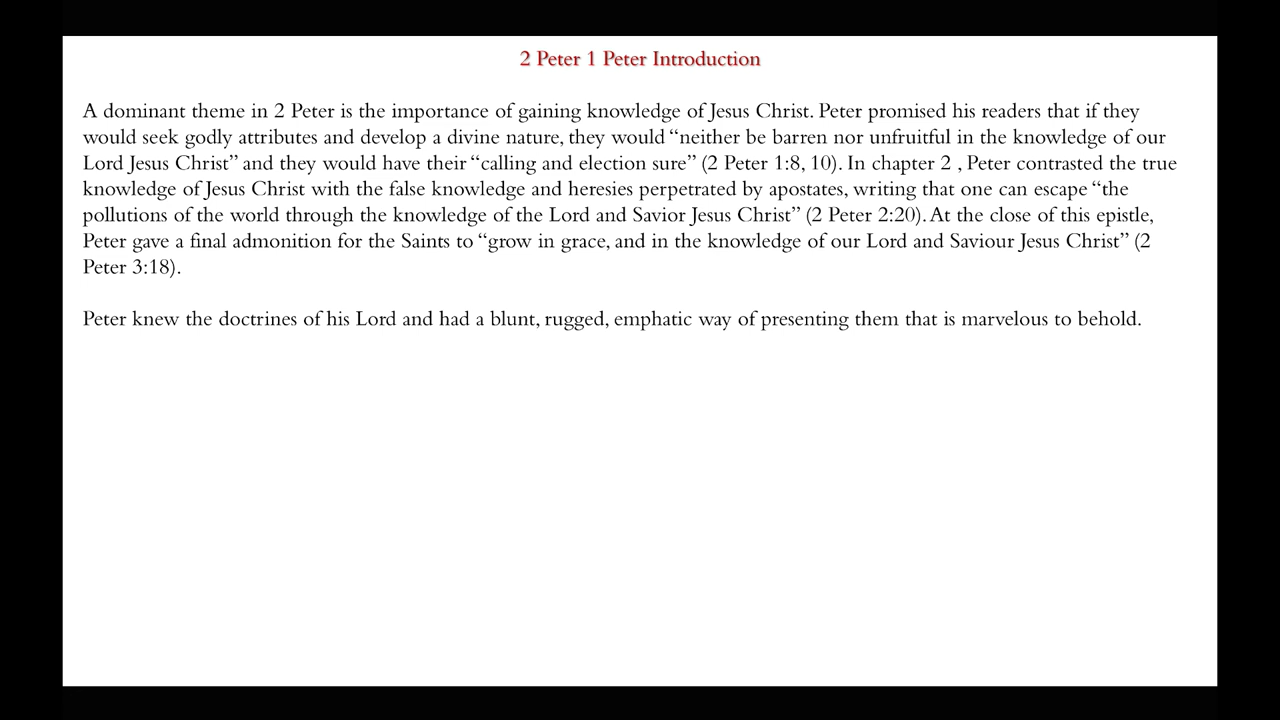 2 Peter 1 Peter Introduction
A dominant theme in 2 Peter is the importance of gaining knowledge of Jesus Christ. Peter promised his readers that if they
would seek godly attributes and develop a divine nature, they would “neither be barren nor unfruitful in the knowledge of our
Lord Jesus Christ” and they would have their “calling and election sure” (2 Peter 1:8, 10). In chapter 2 , Peter contrasted the true
knowledge of Jesus Christ with the false knowledge and heresies perpetrated by apostates, writing that one can escape “the
pollutions of the world through the knowledge of the Lord and Savior Jesus Christ” (2 Peter 2:20). At the close of this epistle,
Peter gave a final admonition for the Saints to “grow in grace, and in the knowledge of our Lord and Saviour Jesus Christ” (2
Peter 3:18).
Peter knew the doctrines of his Lord and had a blunt, rugged, emphatic way of presenting them that is marvelous to behold.